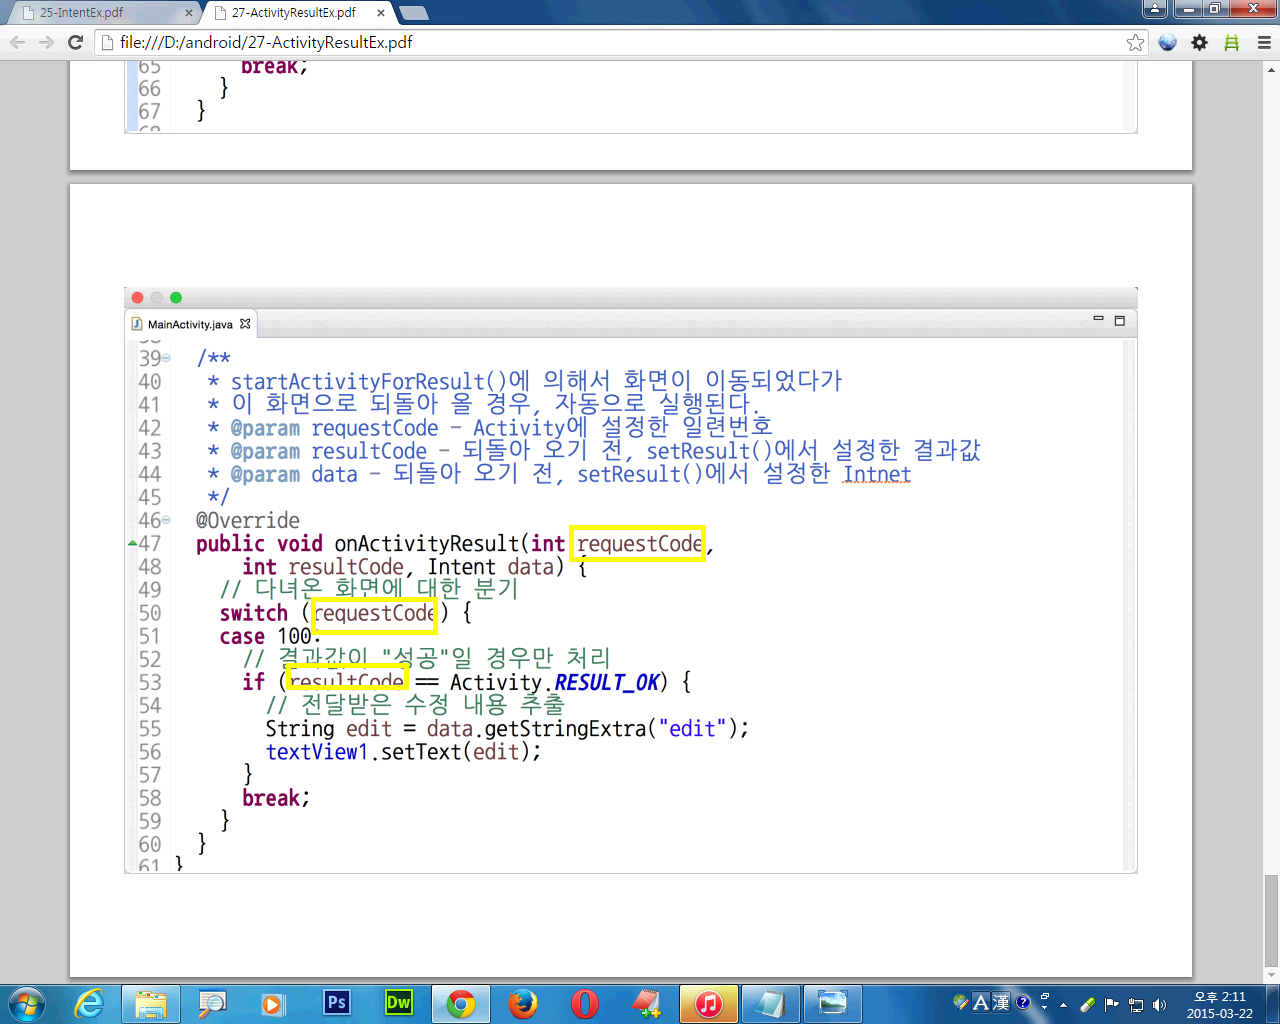 25-IntentEx.pdf
27-ActivityResultEx.pdf
file:///D:/android/27-ActivityResultEx.pdf
65 break;
66 }
67 }
68
MainActivity.java
39 /**
40 * startActivityForResult()에 의해서 화면이 이동되었다가
41 * 이 화면으로 되돌아 올 경우, 자동으로 실행된다.
42 * @param requestCode - Activity에 설정한 일련번호
43 * @param resultCode - 되돌아 오기 전, setResult()에서 설정한 결과값
44 * @param data - 되돌아 오기 전, setResult()에서 설정한 Intnet
45 */
46 @Override
47 public void onActivityResult(int requestCode,
48 int resultCode, Intent data) {
49 // 다녀온 화면에 대한 분기
50 switch (requestCode) {
51 case 100:
52 // 결과값이 "성공"일 경우만 처리
53 if (resultCode == Activity.RESULT_OK) {
54 // 전달받은 수정 내용 추출
55 String edit = data.getStringExtra("edit");
56 textView1.setText(edit);
57 }
58 break;
59 }
60 }
61 }
Ps
Dw
A 漢
오후 2:11
2015-03-22